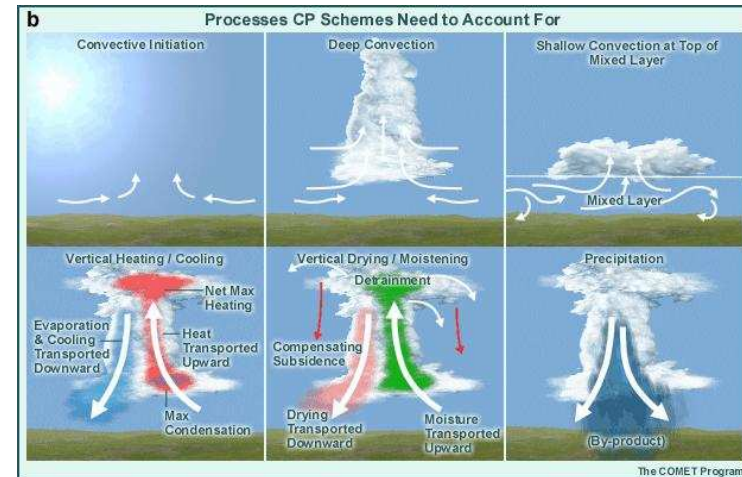 b
Processes CP Schemes Need to Account For
Convective Initiation
Deep Convection
Shallow Convection at Top of
Mixed Layer
Mixed Layer
Vertical Heating / Cooling
Net Max
Heating
Evaporation
& Cooling
Transported
Downward
Heat
Transported
Upward
Max
Condensation
Vertical Drying / Moistening
Detrainment
Compensating
Subsidence
Drying
Transported
Downward
Moisture
Transported
Upward
Precipitation
(By-product)
The COMET Program